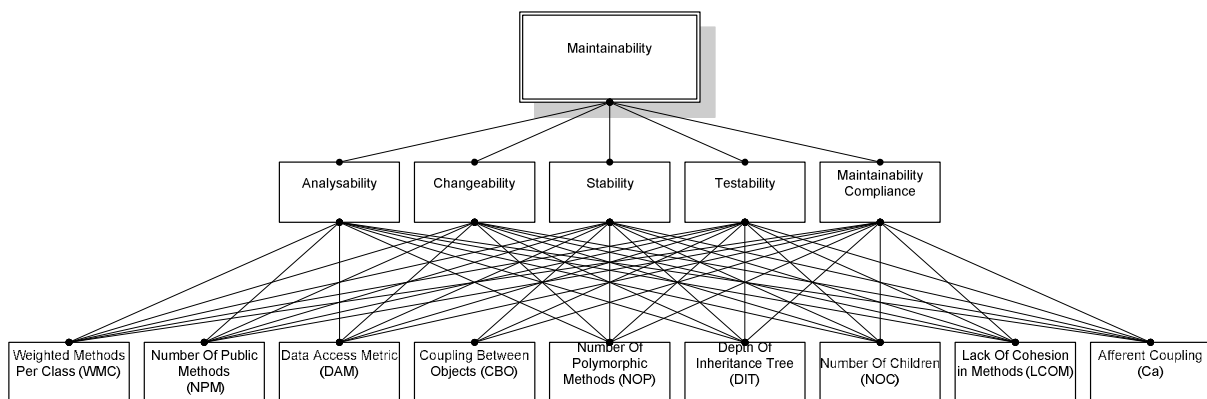 Maintainability
Analysability
Changeability
Stability
Testability
Maintainability
Compliance
Weighted Methods
Per Class (WMC)
Number Of Public
Methods
(NPM)
Data Access Metric
(DAM)
Coupling Between
Objects (CBO)
Number Of
Polymorphic
Methods (NOP)
Depth Of
Inheritance Tree
(DIT)
Number Of Children
(NOC)
Lack Of Cohesion
in Methods (LCOM)
Afferent Coupling
(Ca)